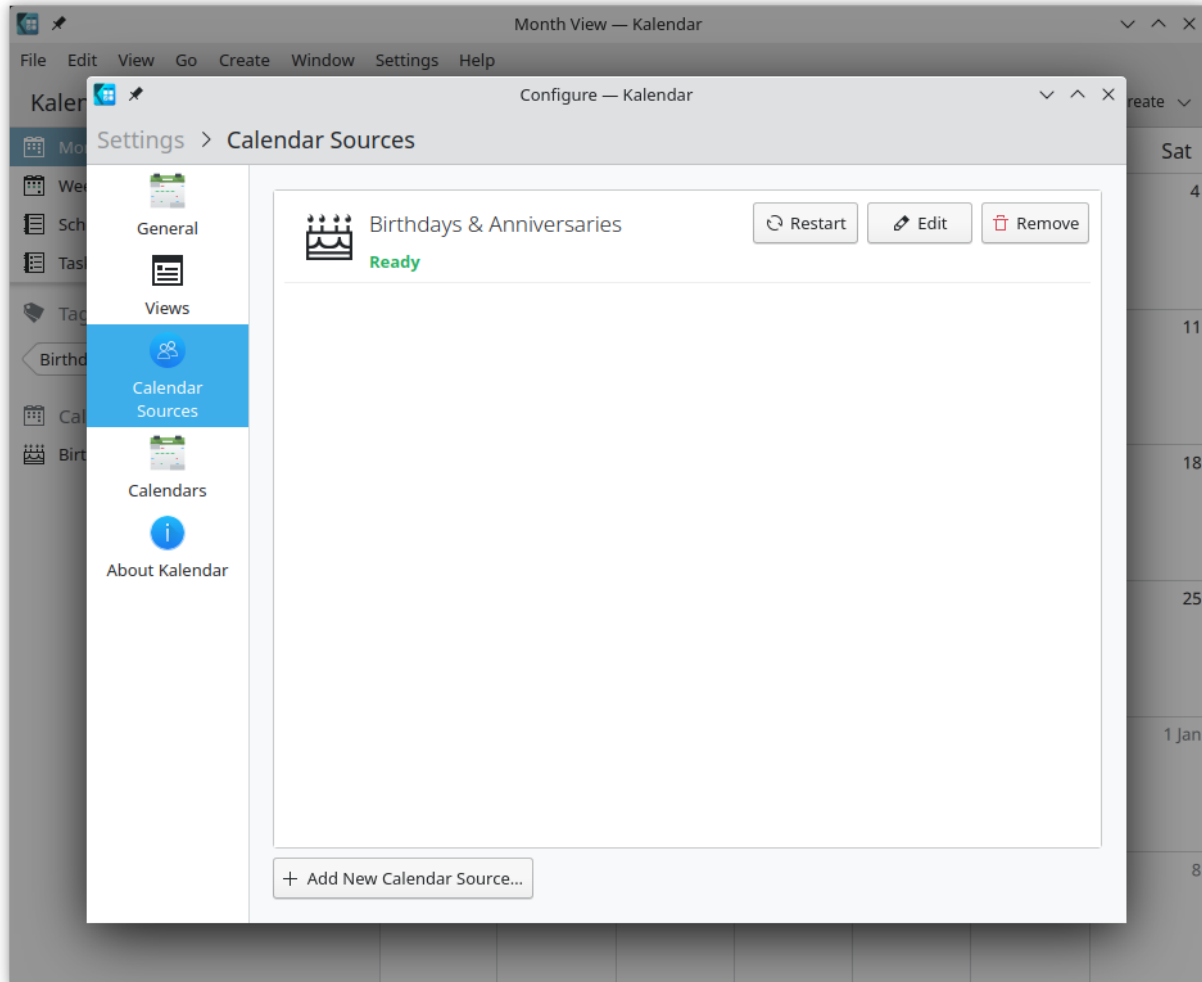 Month View — Kalendar
File Edit View Go Create Window Settings Help
Configure — Kalendar
Settings > Calendar Sources
Sat
General
Views
Calendar
Sources
Calendars
About Kalendar
Birthdays & Anniversaries
Ready
Restart Edit Remove
+ Add New Calendar Source...
4
11
18
25
1 Jan
8